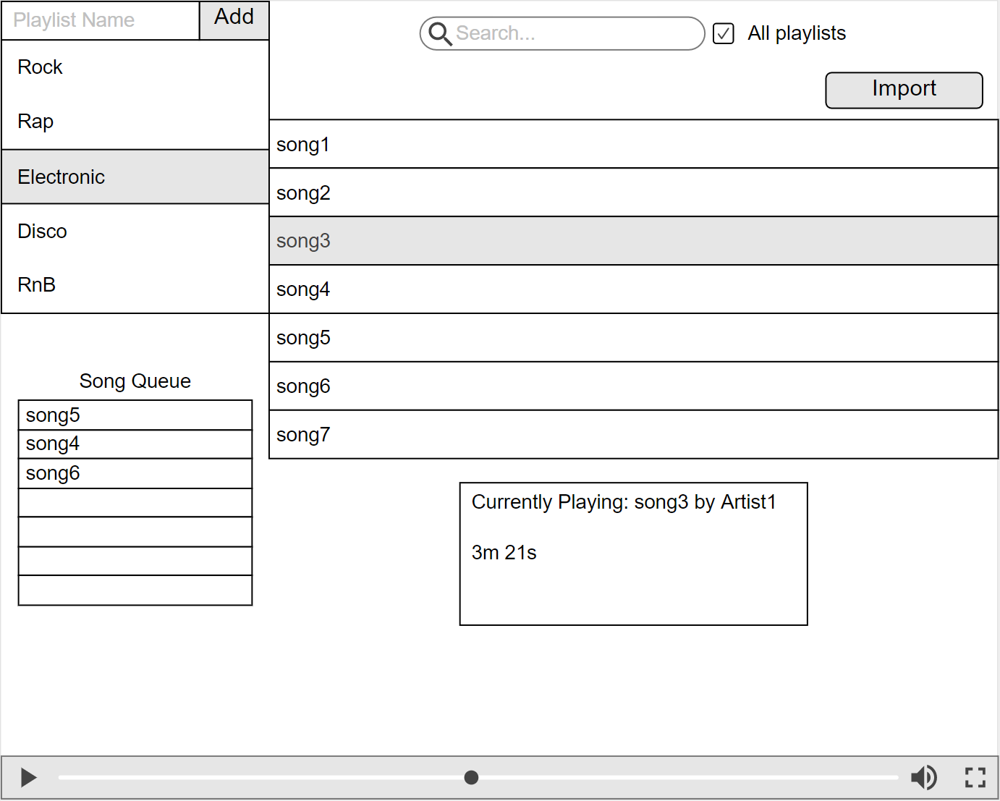 Playlist Name
Add
Search...
All playlists
Import
Rock
Rap
Electronic
Disco
RnB
song1
song2
song3
song4
song5
song6
song7
Song Queue
song5
song4
song6
Currently Playing: song3 by Artist1
3m 21s